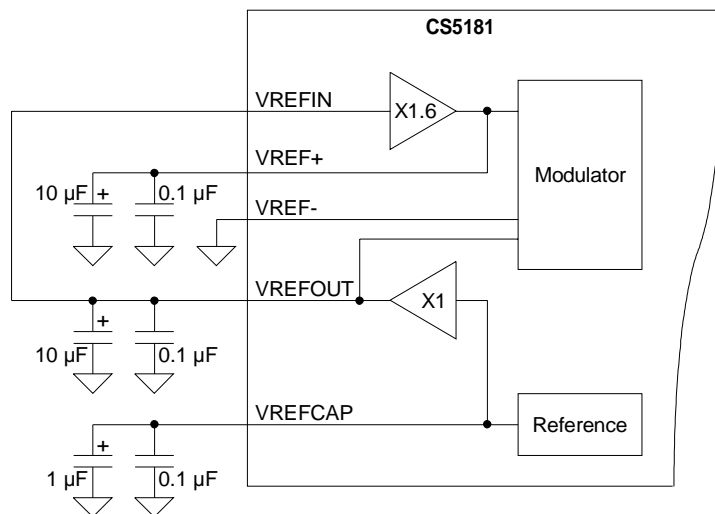 CS5181
VREFIN
X1.6
VREF+
10 µF
+
0.1 µF
Modulator
VREF-
VREFOUT
X1
+
10 µF
0.1 µF
VREFCAP
Reference
+
1 µF
0.1 µF